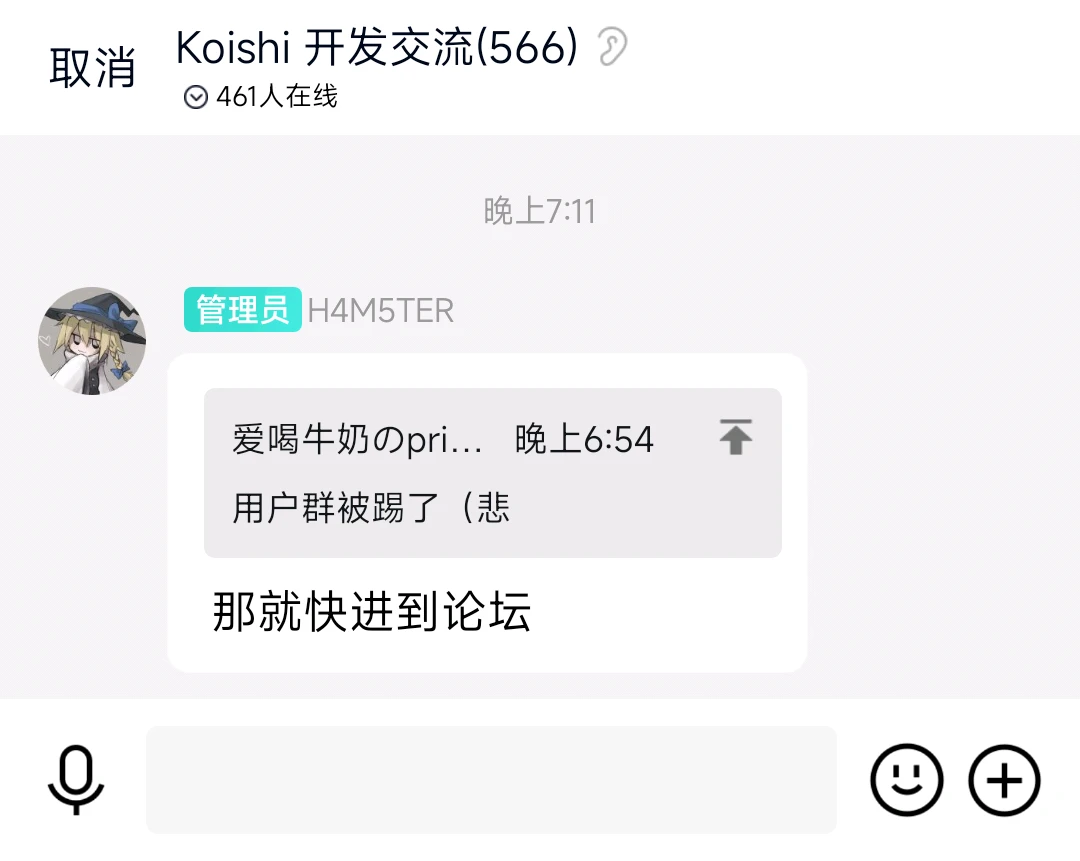 取消
Koishi 开发交流(566)
461人在线
晚上7:11
管理员 H4M5TER
爱喝牛奶のpri... 晚上6:54
用户群被踢了（悲
那就快进到论坛